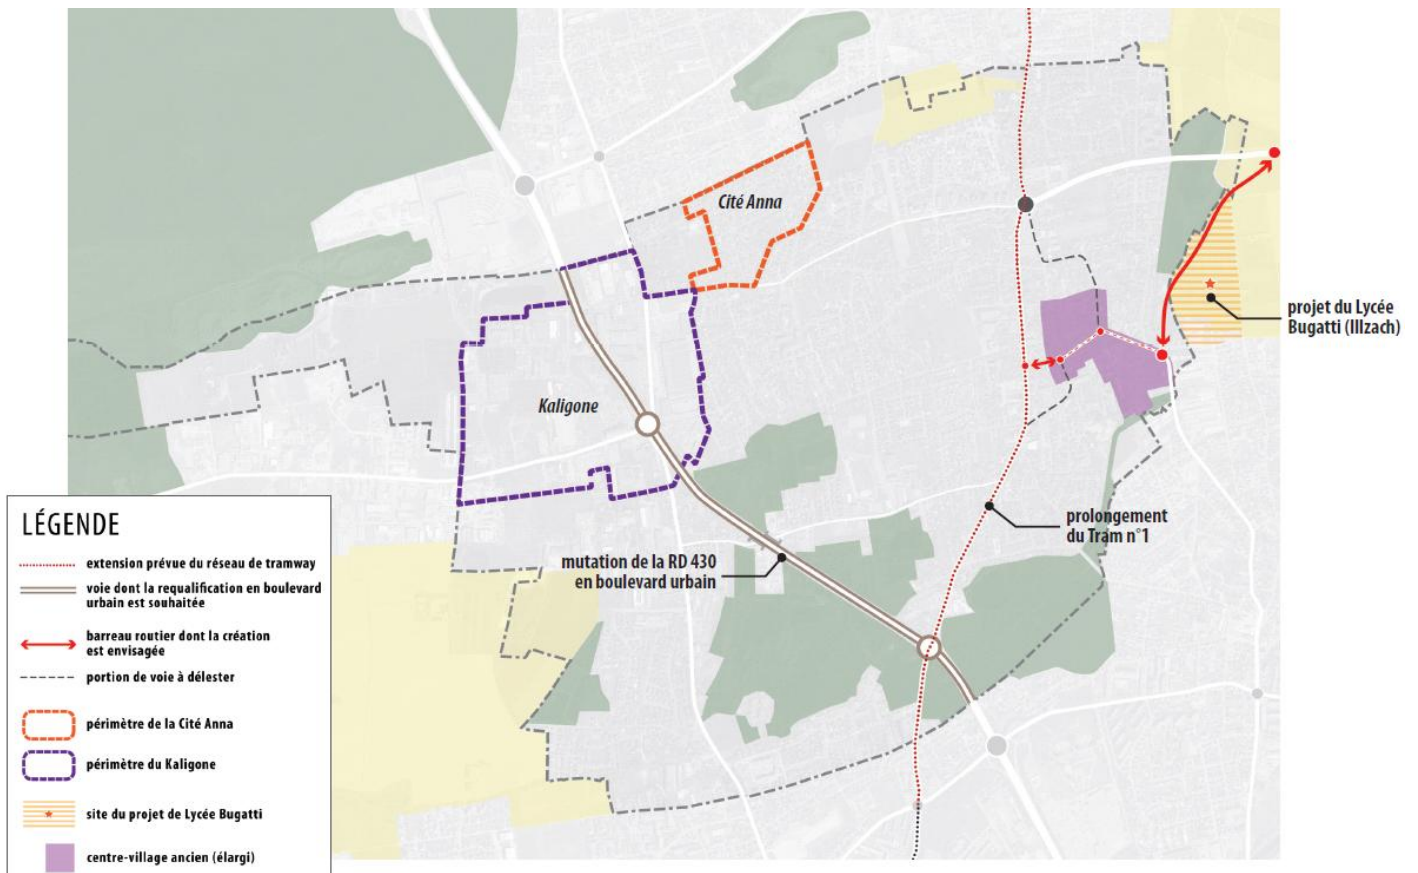 Cité Anna
projet du Lycée
Bugatti (Illzach)
Kaligone
prolongement
du Tram n°1
mutation de la RD 430
en boulevard urbain
LÉGENDE
extension prévue du réseau de tramway
voie dont la requalification en boulevard
urbain est souhaitée
barreau routier dont la création
est envisagée
portion de voie à délester
périmètre de la Cité Anna
périmètre du Kaligone
site du projet de Lycée Bugatti
centre-village ancien (élargi)